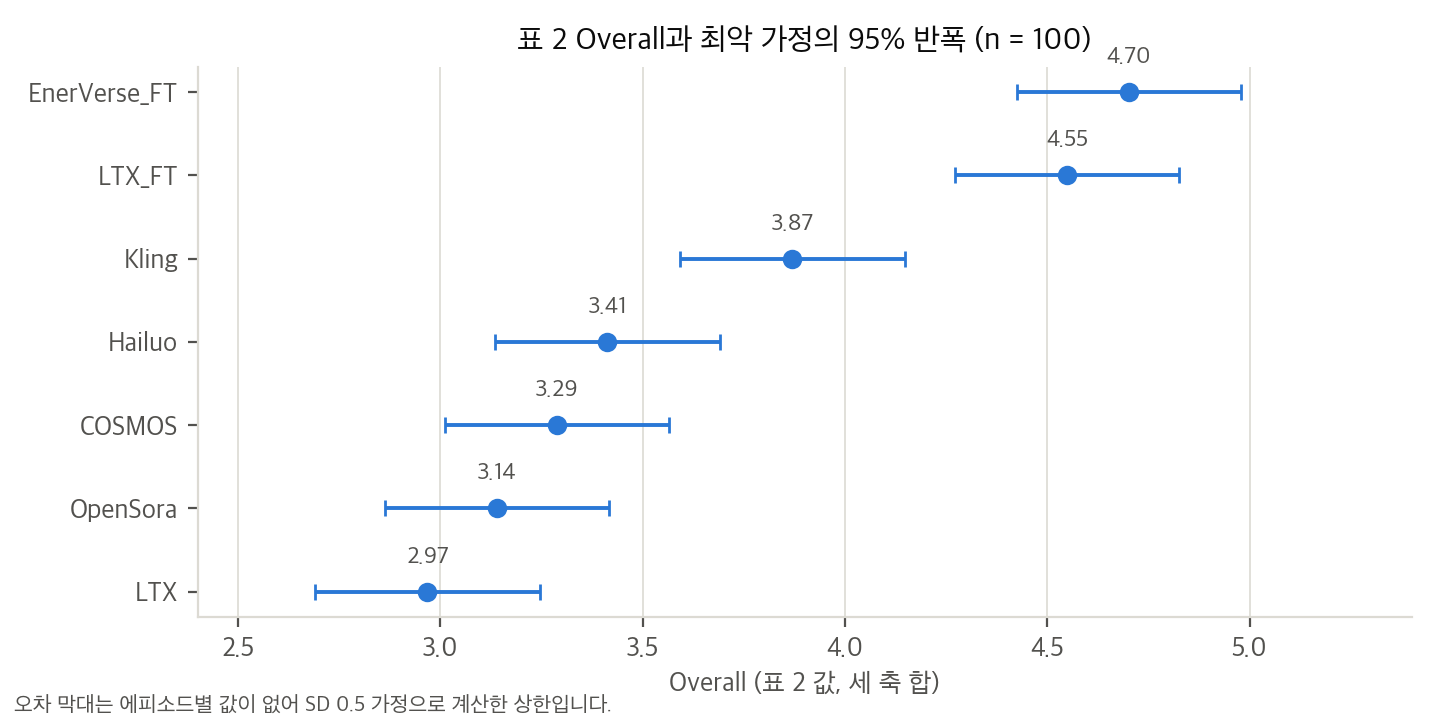 표 2 Overall과 최악 가정의 95% 반폭 (n = 100)
4.70
EnerVerse_FT
4.55
LTX_FT
3.87
Kling
3.41
Hailuo
3.29
COSMOS
3.14
OpenSora
2.97
LTX
2.5 3.0 3.5 4.0 4.5 5.0
Overall (표 2 값, 세 축 합)
오차 막대는 에피소드별 값이 없어 SD 0.5 가정으로 계산한 상한입니다.